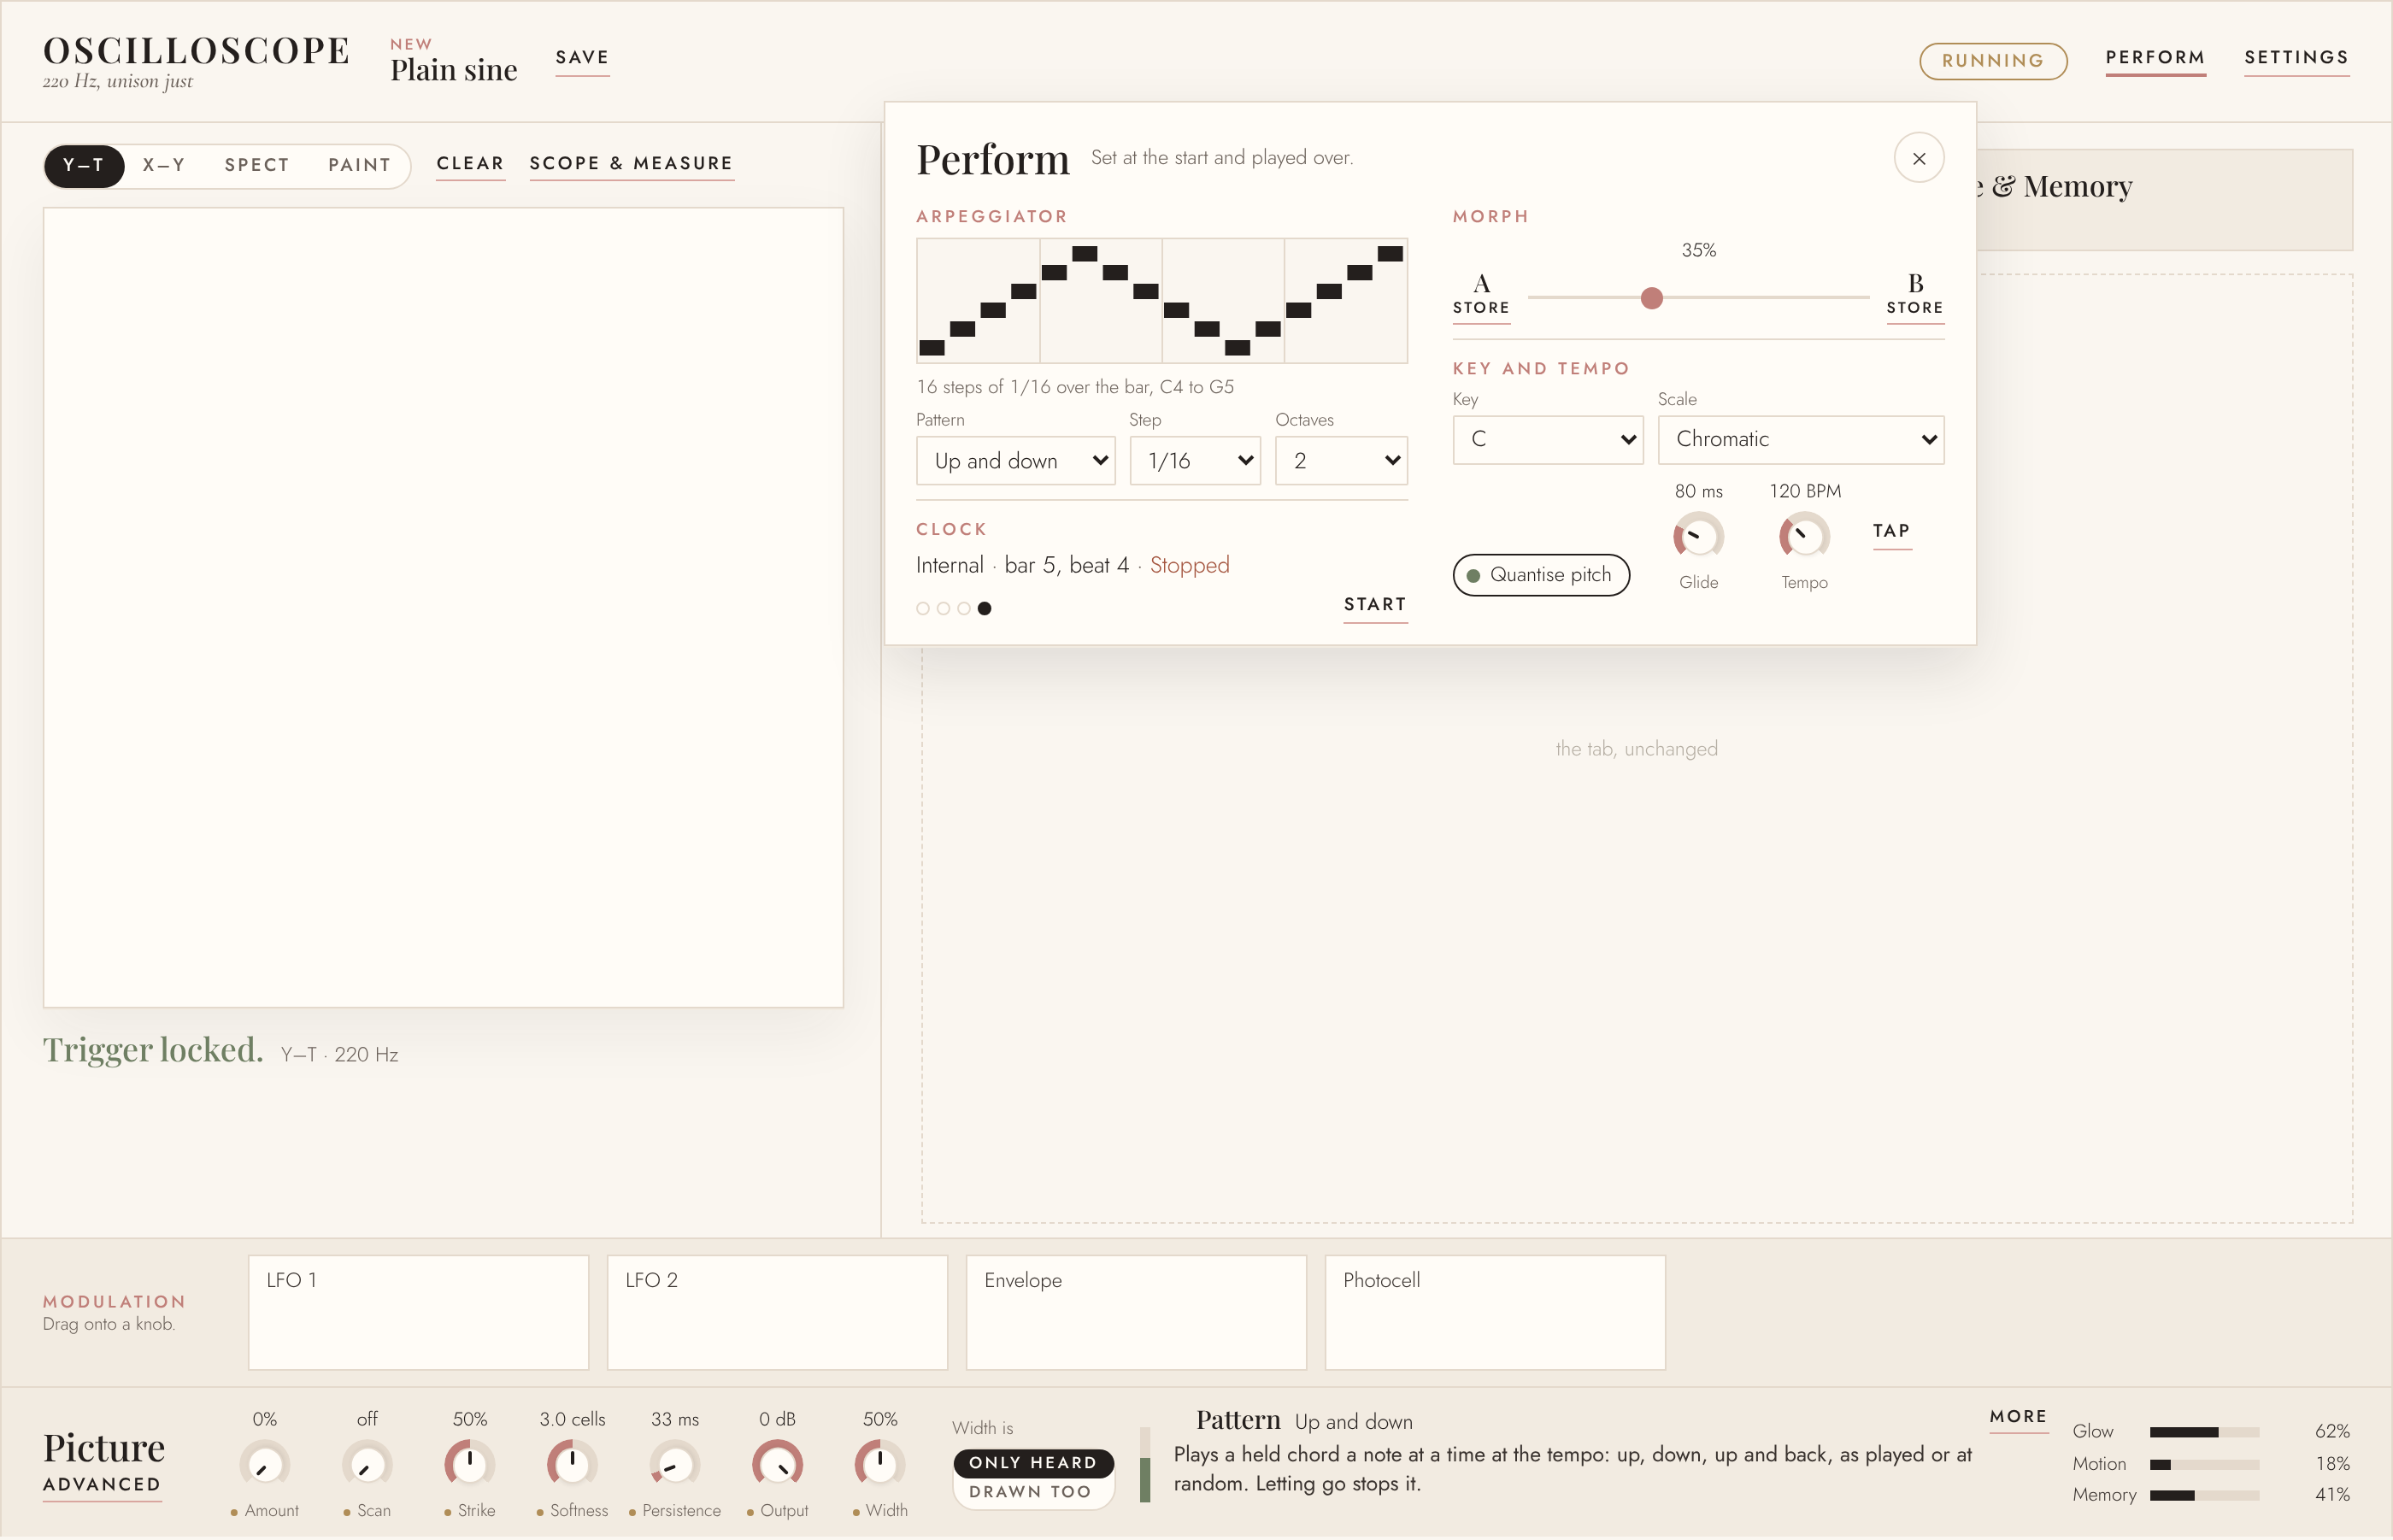 OSCILLOSCOPE
220 Hz, unison just
NEW
Plain sine
SAVE
RUNNING
PERFORM
SETTINGS
Y–T
X–Y
SPECT
PAINT
CLEAR
SCOPE & MEASURE
Trigger locked.
Y–T · 220 Hz
Perform
Set at the start and played over.
×
& Memory
ARPEGGIATOR
16 steps of 1/16 over the bar, C4 to G5
Pattern
Step
Octaves
Up and down
1/16
2
CLOCK
Internal · bar 5, beat 4 · Stopped
START
MORPH
35%
A
STORE
B
STORE
KEY AND TEMPO
Key
Scale
C
Chromatic
80 ms
120 BPM
TAP
Quantise pitch
Glide
Tempo
the tab, unchanged
MODULATION
Drag onto a knob.
LFO 1
LFO 2
Envelope
Photocell
Picture
ADVANCED
0%
off
50%
3.0 cells
33 ms
0 dB
50%
Amount
Scan
Strike
Softness
Persistence
Output
Width
Width is
ONLY HEARD
DRAWN TOO
Pattern Up and down
Plays a held chord a note at a time at the tempo: up, down, up and back, as played or at
random. Letting go stops it.
MORE
Glow 62%
Motion 18%
Memory 41%